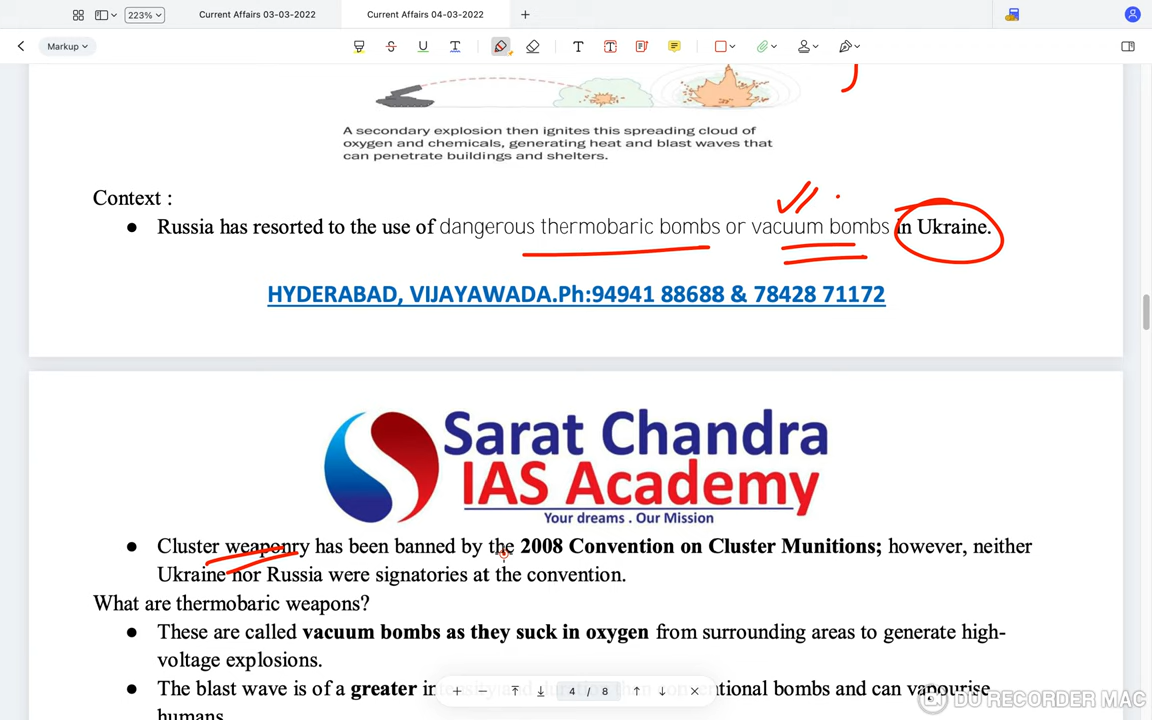 223%
Current Affairs 03-03-2022
Current Affairs 04-03-2022
Markup
A secondary explosion then ignites this spreading cloud of
oxygen and chemicals, generating heat and blast waves that
can penetrate buildings and shelters.
Context :
● Russia has resorted to the use of dangerous thermobaric bombs or vacuum bombs in Ukraine.
HYDERABAD, VIJAYAWADA.Ph:94941 88688 & 78428 71172
Sarat Chandra
IAS Academy
Your dreams . Our Mission
● Cluster weaponry has been banned by the 2008 Convention on Cluster Munitions; however, neither
Ukraine nor Russia were signatories at the convention.
What are thermobaric weapons?
● These are called vacuum bombs as they suck in oxygen from surrounding areas to generate high-
voltage explosions.
● The blast wave is of a greater conventional bombs and can vapourise
humans
4 / 8
DU RECORDER MAC